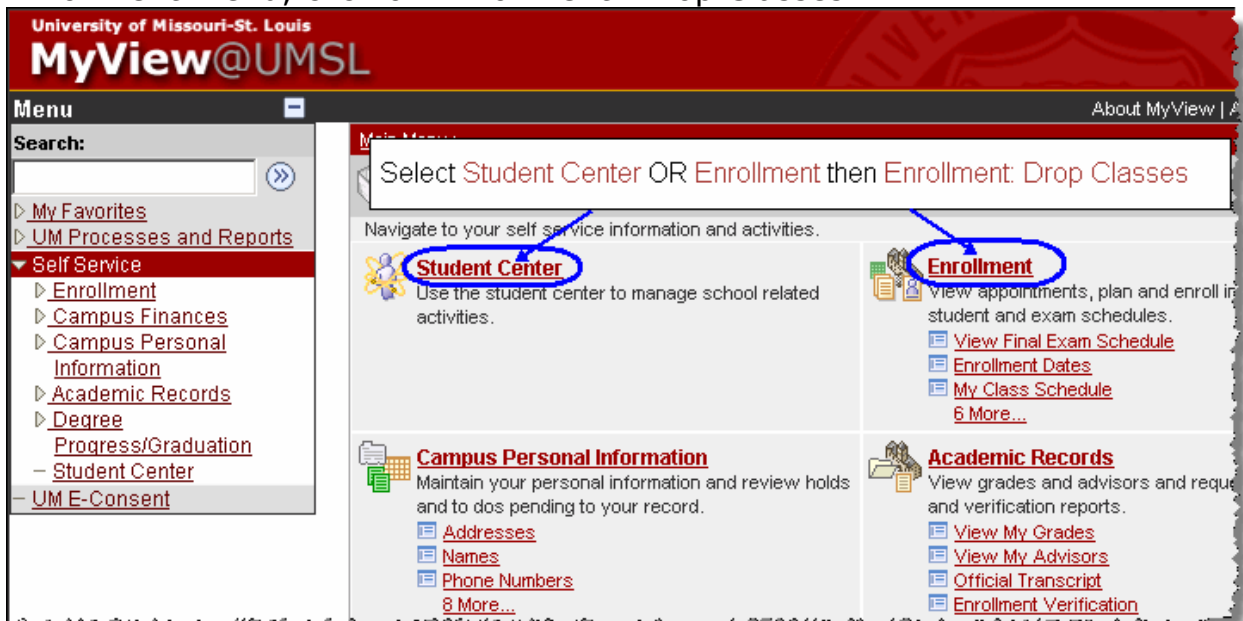 University of Missouri-St. Louis
MyView@UMSL
Menu
About MyView |
Search:
My Favorites
UM Processes and Reports
Self Service
Enrollment
Campus Finances
Campus Personal
Information
Academic Records
Degree
Progress/Graduation
Student Center
UM E-Consent
Select Student Center OR Enrollment then Enrollment: Drop Classes
Navigate to your self service information and activities.
Student Center
Use the student center to manage school related
activities.
Enrollment
View appointments, plan and enroll in
student and exam schedules.
View Final Exam Schedule
Enrollment Dates
My Class Schedule
6 More...
Campus Personal Information
Maintain your personal information and review holds
and to dos pending to your record.
Addresses
Names
Phone Numbers
8 More...
Academic Records
View grades and advisors and
and verification reports.
View My Grades
View My Advisors
Official Transcript
Enrollment Verification